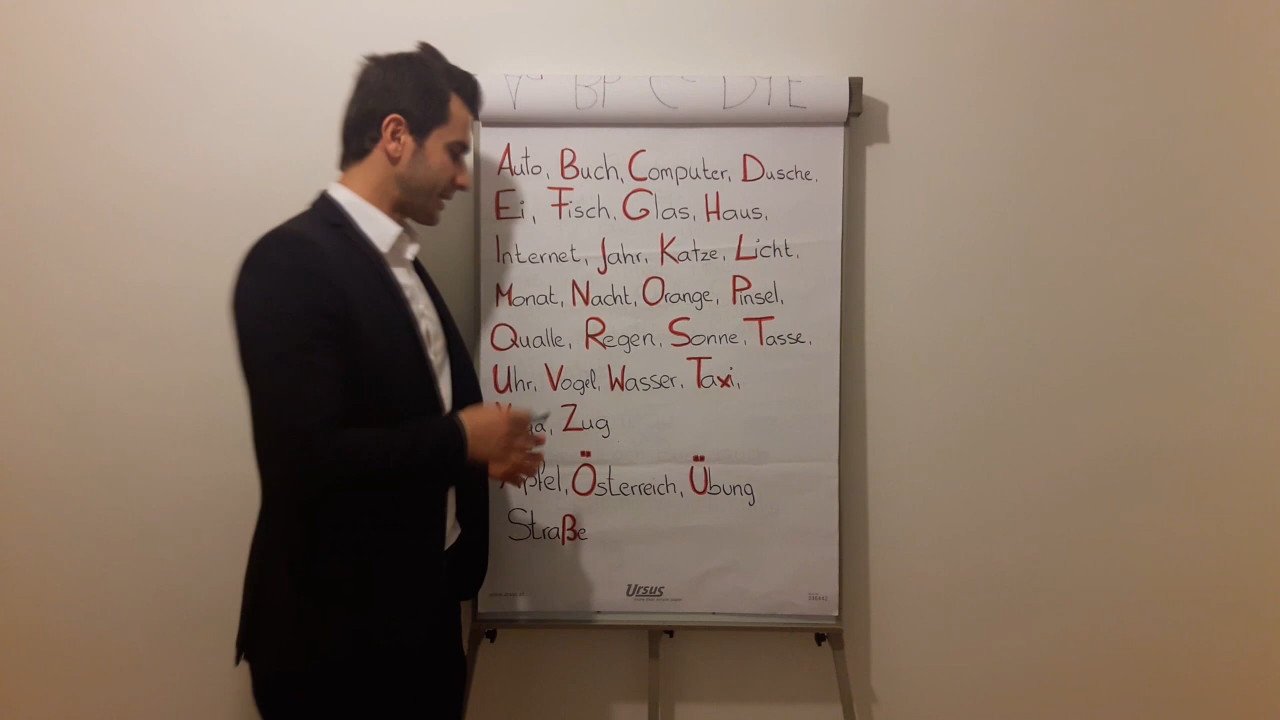 Auto, Buch, Computer, Dusche,
Ei, Fisch, Glas, Haus,
Internet, Jahr, Katze, Licht,
Monat, Nacht, Orange, Pinsel,
Qualle, Regen, Sonne, Tasse,
Uhr, Vogel, Wasser, Taxi,
Zug
Österreich, Übung
Straße
Ursus